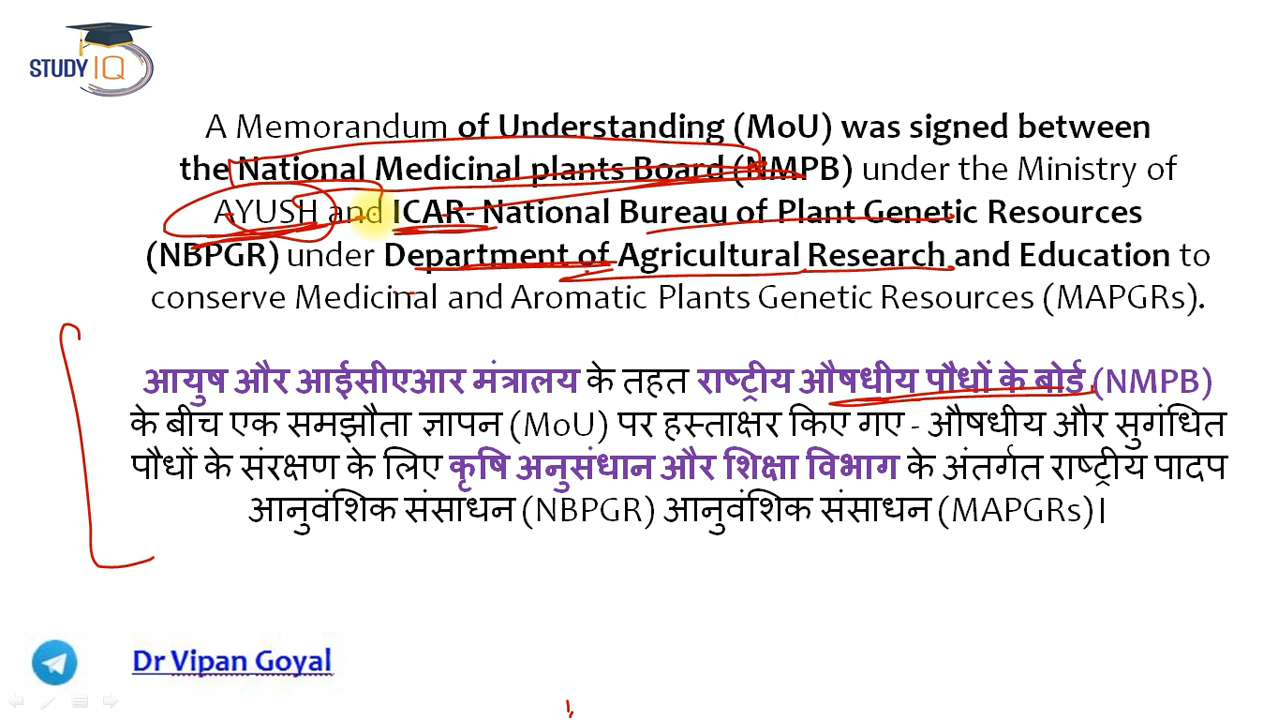 STUDY IQ
A Memorandum of Understanding (MoU) was signed between
the National Medicinal plants Board (NMPB) under the Ministry of
AYUSH and ICAR- National Bureau of Plant Genetic Resources
(NBPGR) under Department of Agricultural Research and Education to
conserve Medicinal and Aromatic Plants Genetic Resources (MAPGRs).
आयुष और आईसीएआर मंत्रालय के तहत राष्ट्रीय औषधीय पौधों के बोर्ड (NMPB)
के बीच एक समझौता ज्ञापन (MoU) पर हस्ताक्षर किए गए - औषधीय और सुगंधित
पौधों के संरक्षण के लिए कृषि अनुसंधान और शिक्षा विभाग के अंतर्गत राष्ट्रीय पादप
आनुवंशिक संसाधन (NBPGR) आनुवंशिक संसाधन (MAPGRs)।
Dr Vipan Goyal